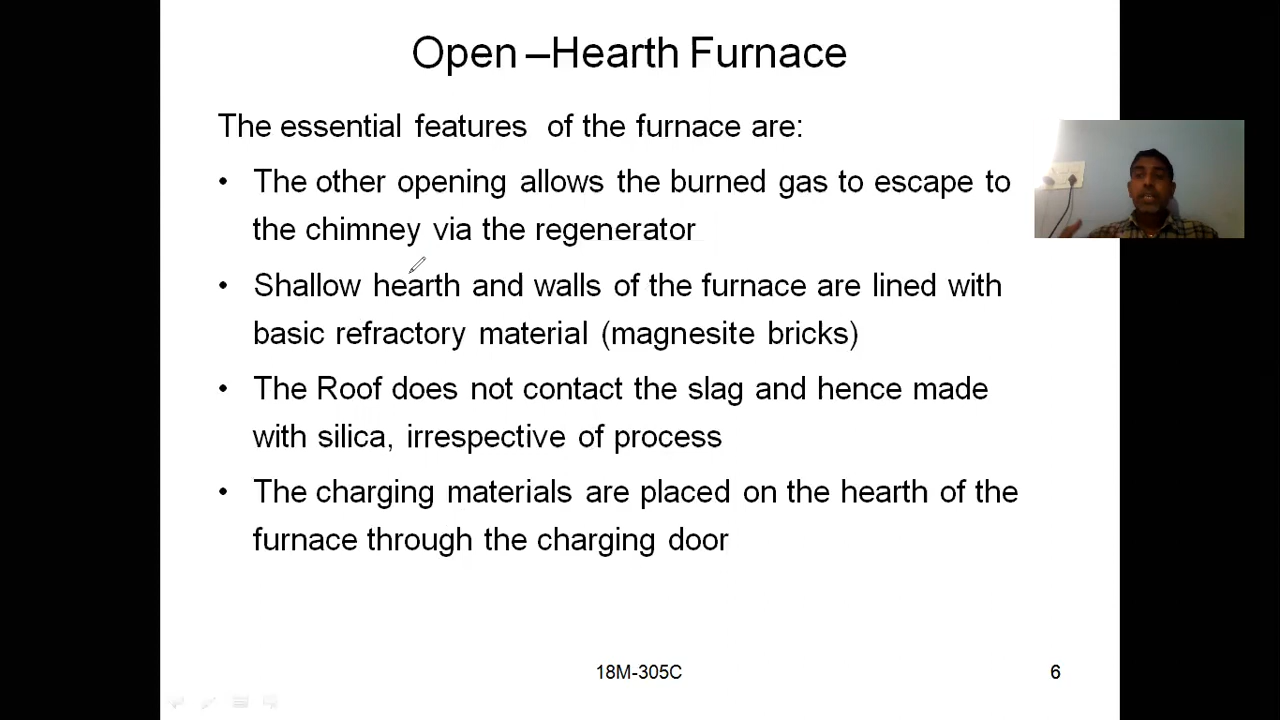 Open –Hearth Furnace
The essential features of the furnace are:
• The other opening allows the burned gas to escape to
the chimney via the regenerator
• Shallow hearth and walls of the furnace are lined with
basic refractory material (magnesite bricks)
• The Roof does not contact the slag and hence made
with silica, irrespective of process
• The charging materials are placed on the hearth of the
furnace through the charging door
18M-305C
6